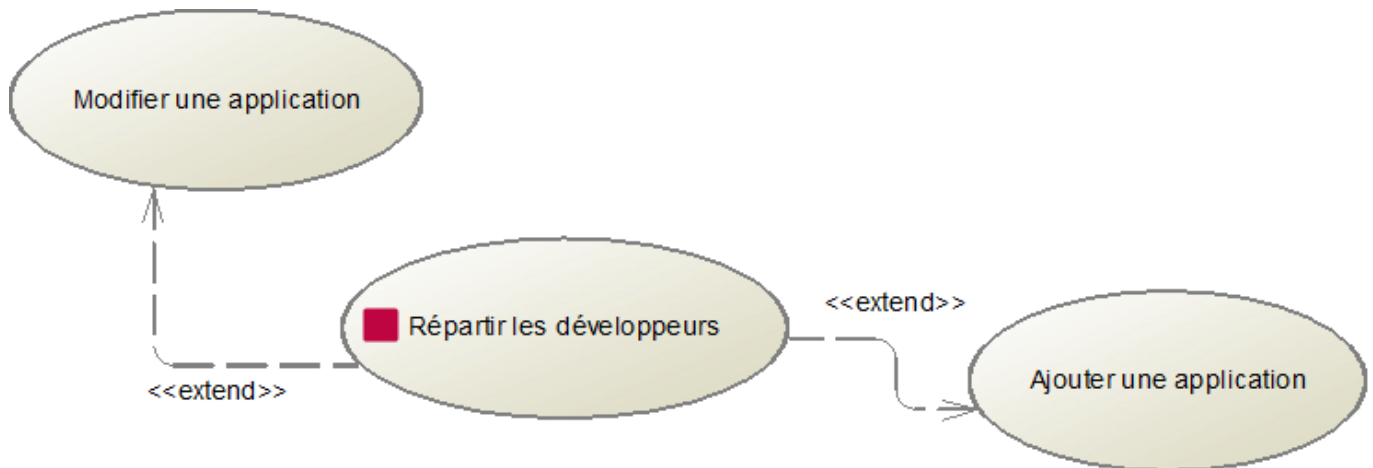 Modifier une application
<<extend>>
Répartir les développeurs
<<extend>>
Ajouter une application